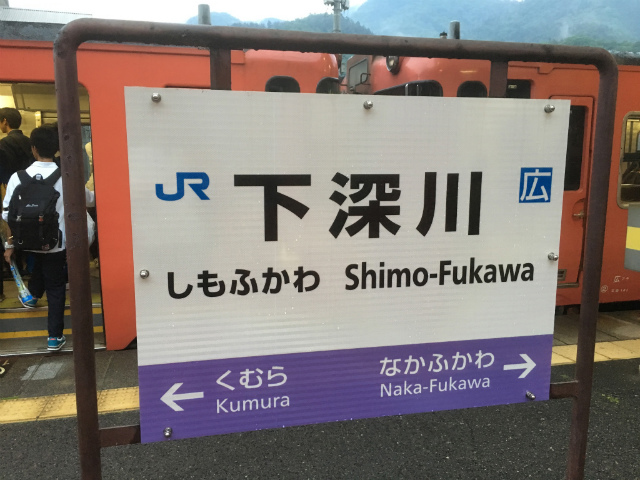 JR 下深川 広
しもふかわ Shimo-Fukawa
← くむら
Kumura
なかふかわ →
Naka-Fukawa